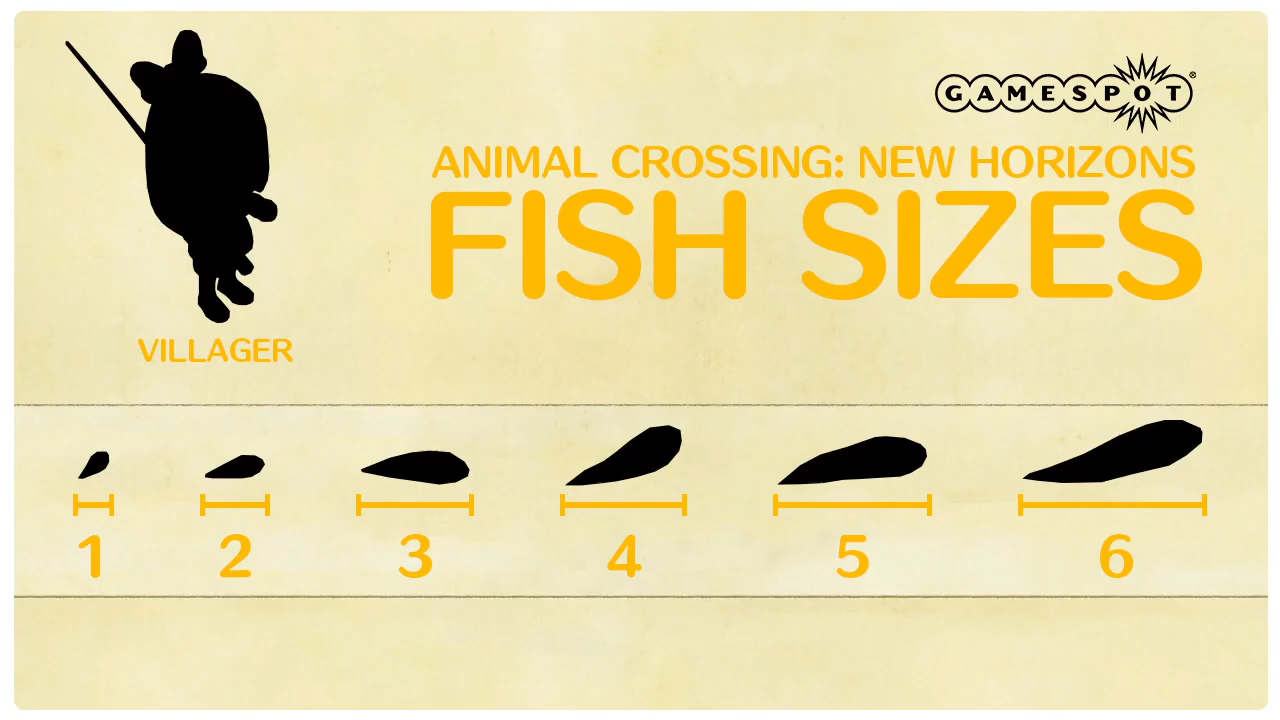 GAMESPOT®
ANIMAL CROSSING: NEW HORIZONS
FISH SIZES
VILLAGER
1 2 3 4 5 6